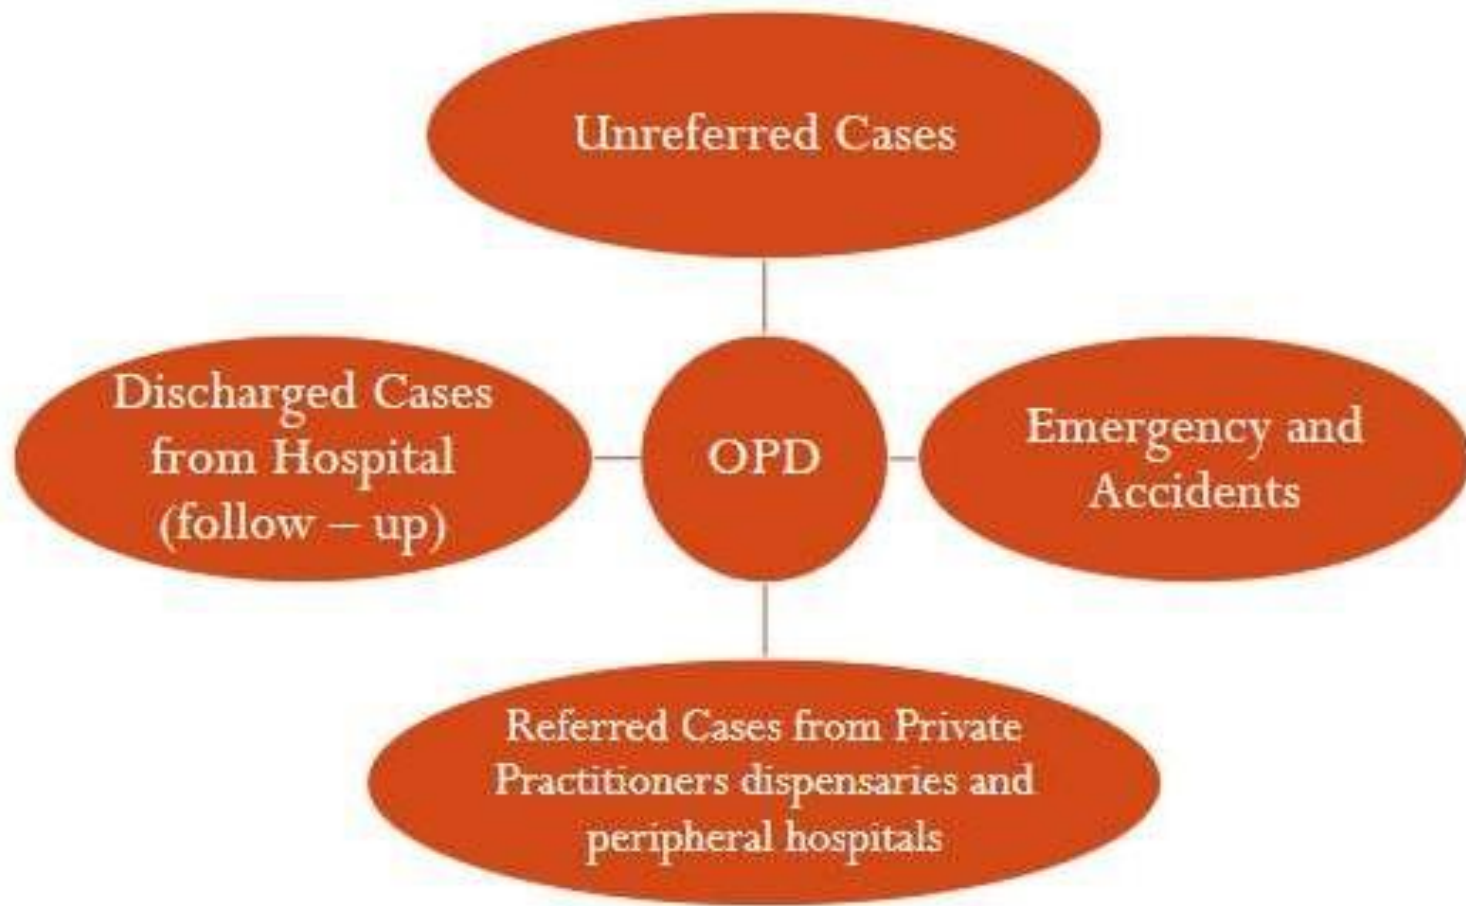 Unreferred Cases
Discharged Cases
from Hospital
(follow – up)
OPD
Emergency and
Accidents
Referred Cases from Private
Practitioners dispensaries and
peripheral hospitals